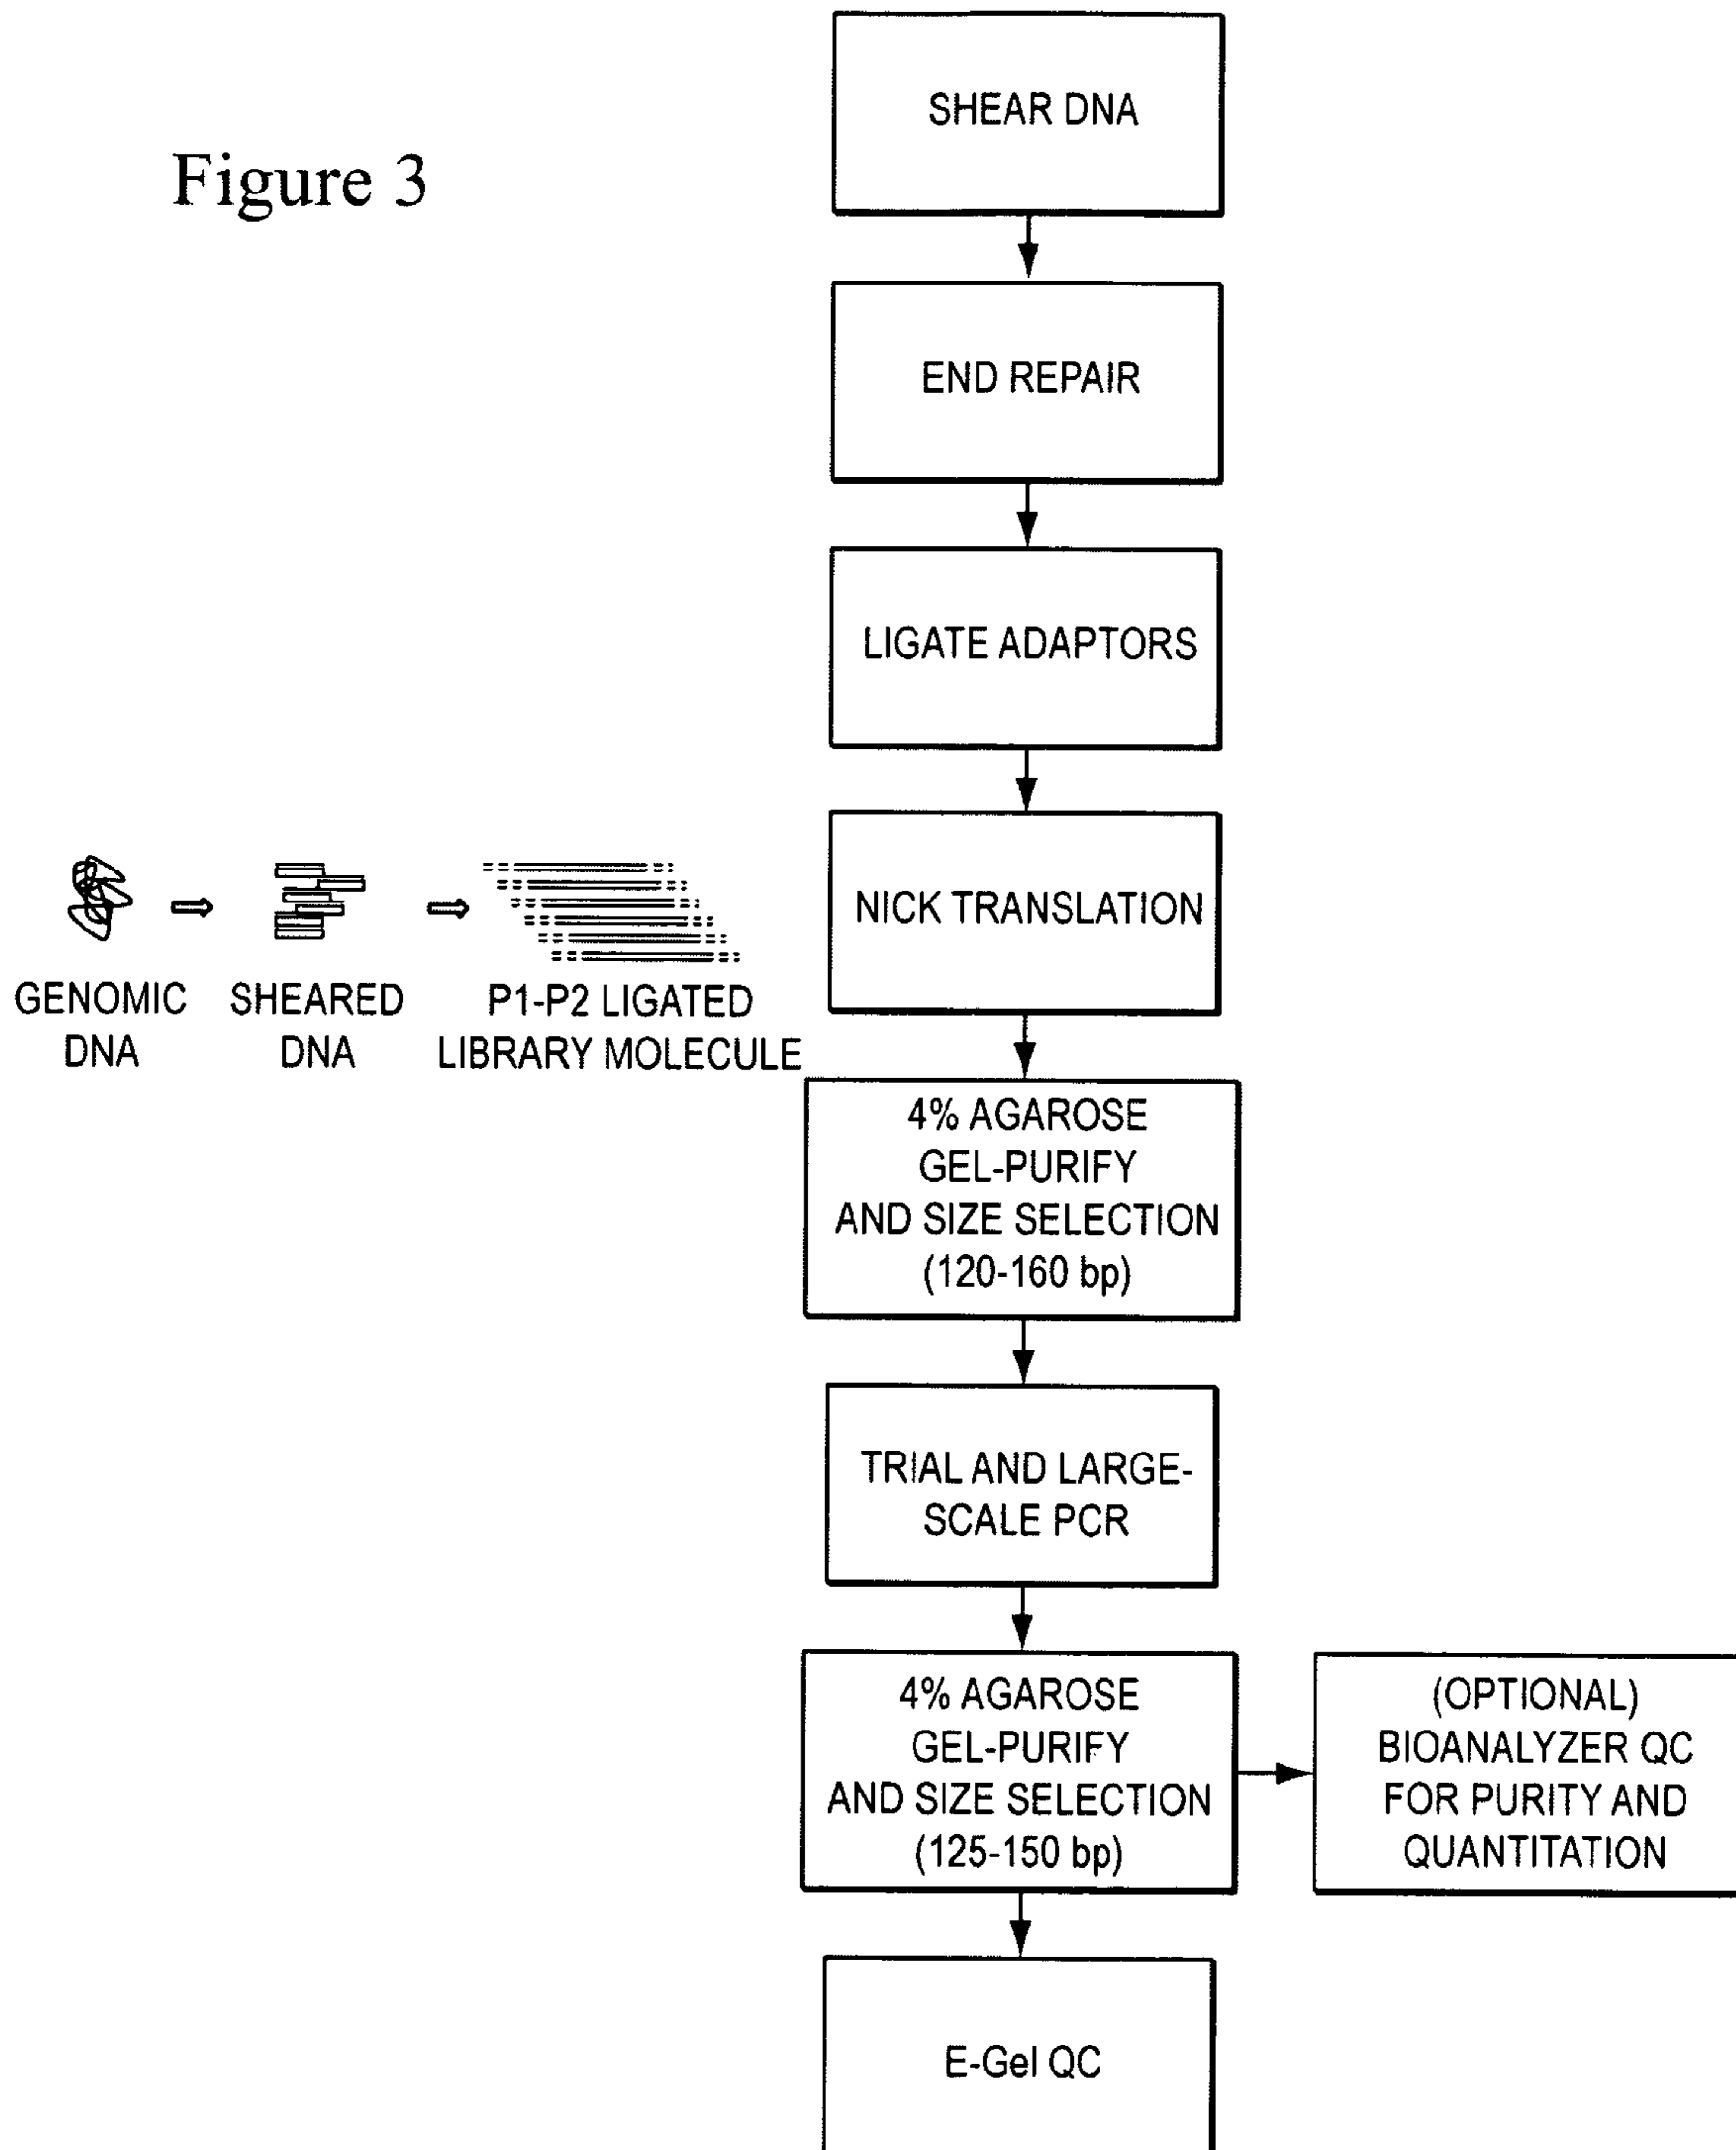 Figure 3
SHEAR DNA
END REPAIR
LIGATE ADAPTORS
NICK TRANSLATION
GENOMIC
DNA
SHEARED
DNA
P1-P2 LIGATED
LIBRARY MOLECULE
4% AGAROSE
GEL-PURIFY
AND SIZE SELECTION
(120-160 bp)
TRIAL AND LARGE-
SCALE PCR
4% AGAROSE
GEL-PURIFY
AND SIZE SELECTION
(125-150 bp)
(OPTIONAL)
BIOANALYZER QC
FOR PURITY AND
QUANTITATION
E-Gel QC